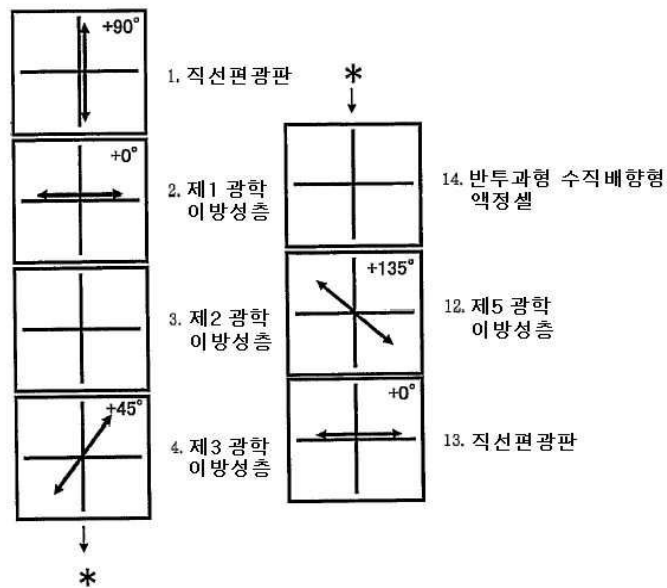 +90°
1. 직선편광판
+0°
2. 제1 광학
이방성층
3. 제2 광학
이방성층
+45°
4. 제3 광학
이방성층
*
*
14. 반투과형 수직배향형
액정셀
+135°
12. 제5 광학
이방성층
+0°
13. 직선편광판